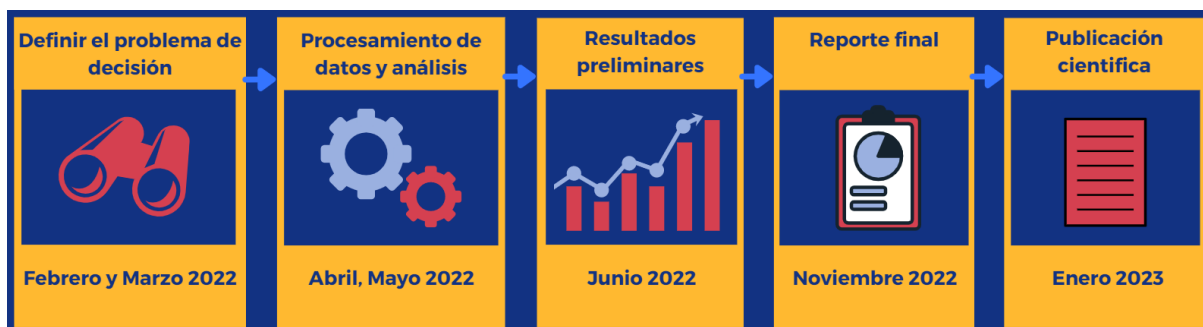 Definir el problema de
decisión
Febrero y Marzo 2022
Procesamiento de
datos y análisis
Abril, Mayo 2022
Resultados
preliminares
Junio 2022
Reporte final
Noviembre 2022
Publicación
cientifica
Enero 2023